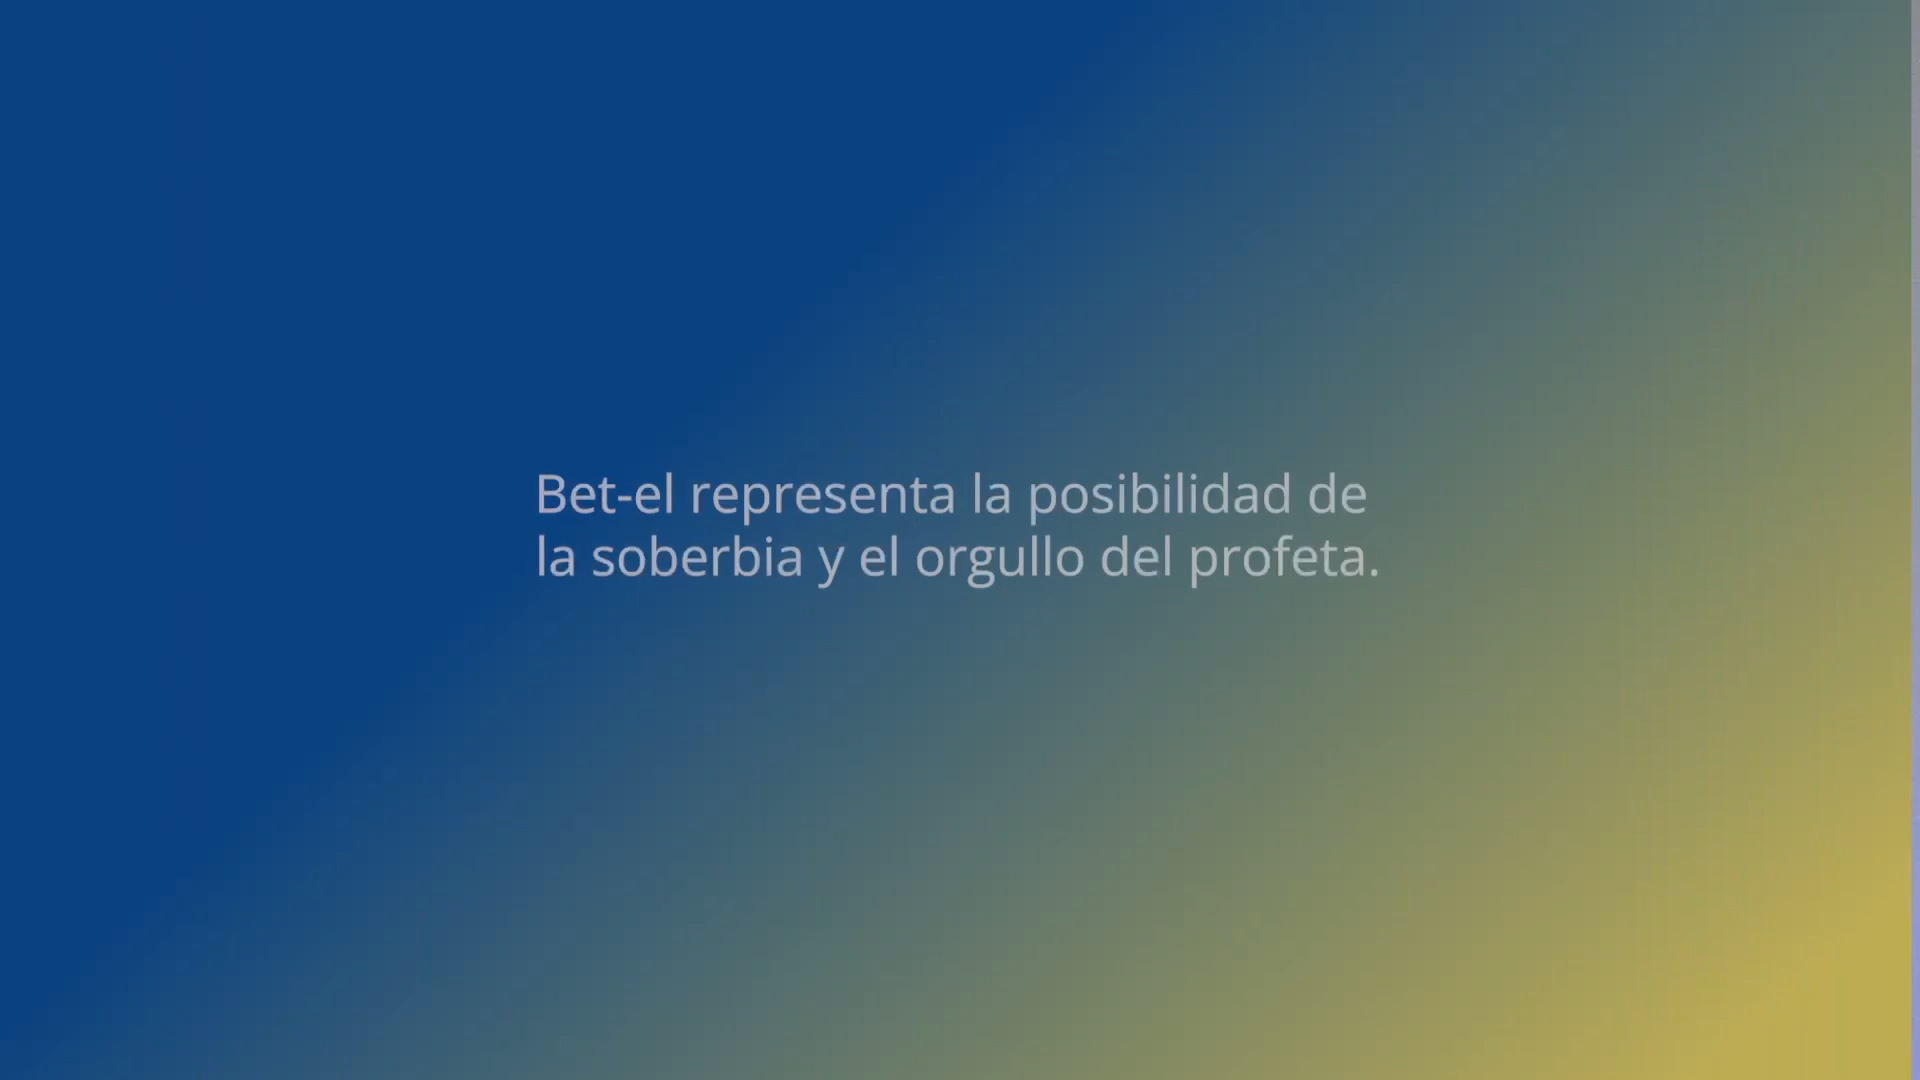 Bet-el representa la posibilidad de
la soberbia y el orgullo del profeta.